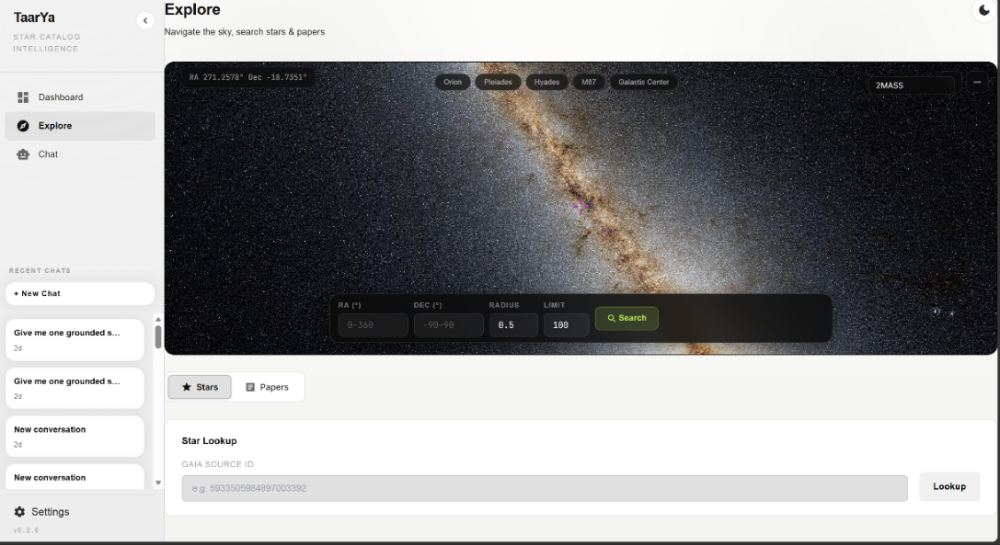 TaarYa
STAR CATALOG
INTELLIGENCE
Dashboard
Explore
Chat
RECENT CHATS
+ New Chat
Give me one grounded s...
2d
Give me one grounded s...
2d
New conversation
2d
New conversation
Settings
v0.2.0
Explore
Navigate the sky, search stars & papers
RA 271.2578° Dec -18.7351°
Orion
Pleiades
Hyades
M87
Galactic Center
2MASS
RA (°)
DEC (°)
RADIUS
LIMIT
0–360
-90–90
0.5
100
Search
Stars
Papers
Star Lookup
GAIA SOURCE ID
e.g. 5933505984897003392
Lookup